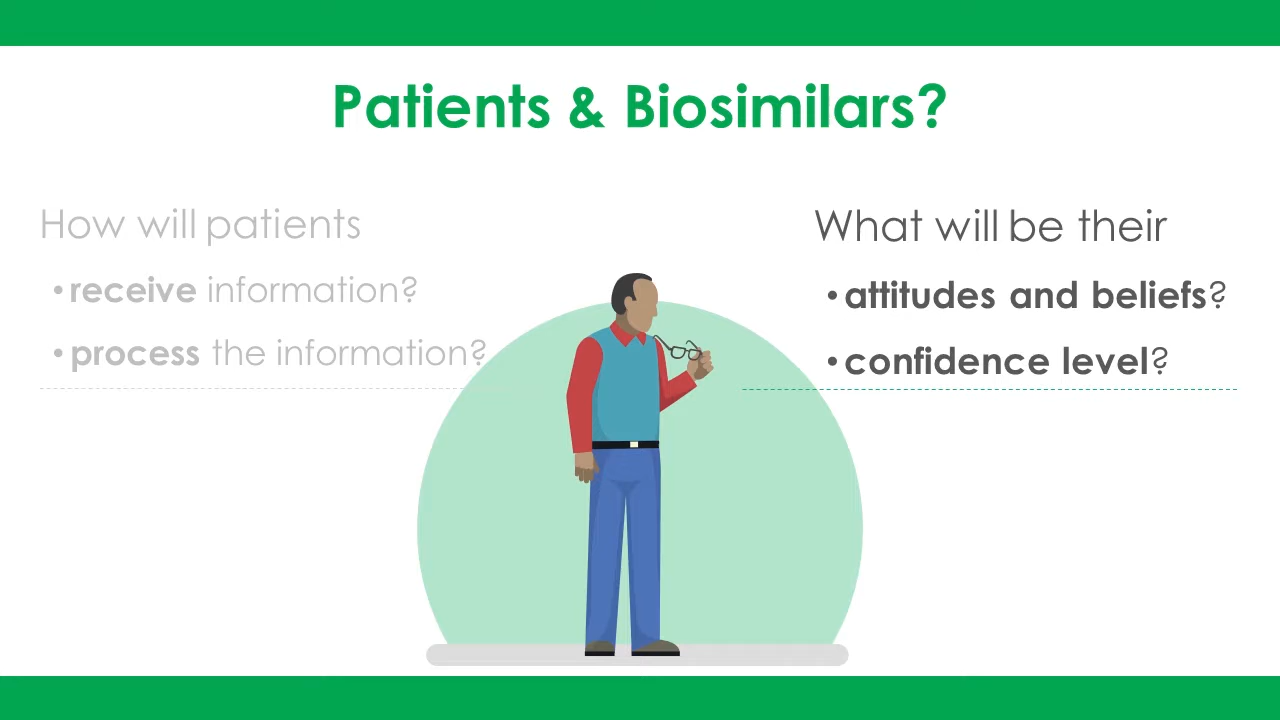 Patients & Biosimilars?
How will patients
• receive information?
• process the information?
What will be their
• attitudes and beliefs?
• confidence level?